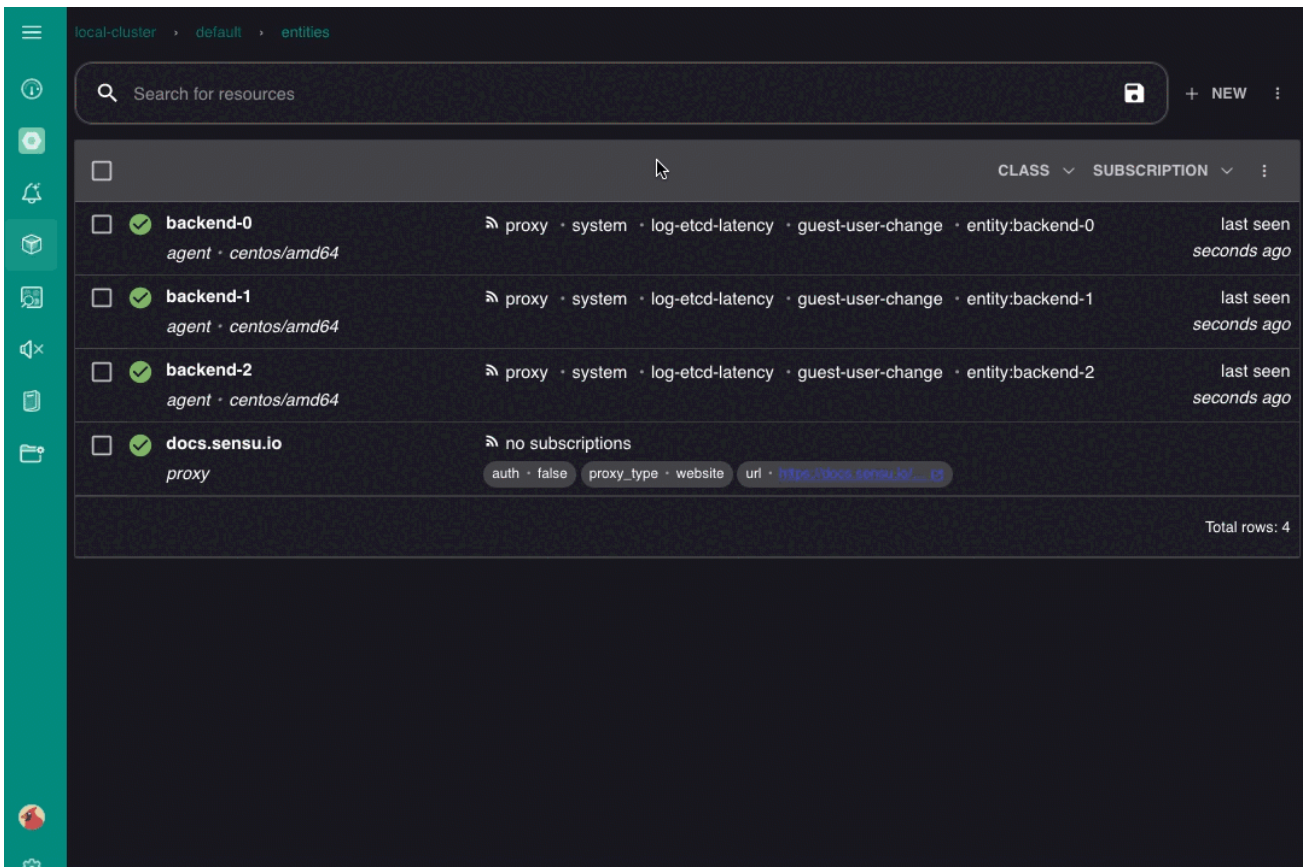 local-cluster › default › entities
Search for resources
+ NEW
CLASS SUBSCRIPTION
backend-0 proxy · system · log-etcd-latency · guest-user-change · entity:backend-0 last seen
agent · centos/amd64 seconds ago
backend-1 proxy · system · log-etcd-latency · guest-user-change · entity:backend-1 last seen
agent · centos/amd64 seconds ago
backend-2 proxy · system · log-etcd-latency · guest-user-change · entity:backend-2 last seen
agent · centos/amd64 seconds ago
docs.sensu.io no subscriptions
proxy auth · false proxy_type · website url · https://docs.sensu.io/...
Total rows: 4